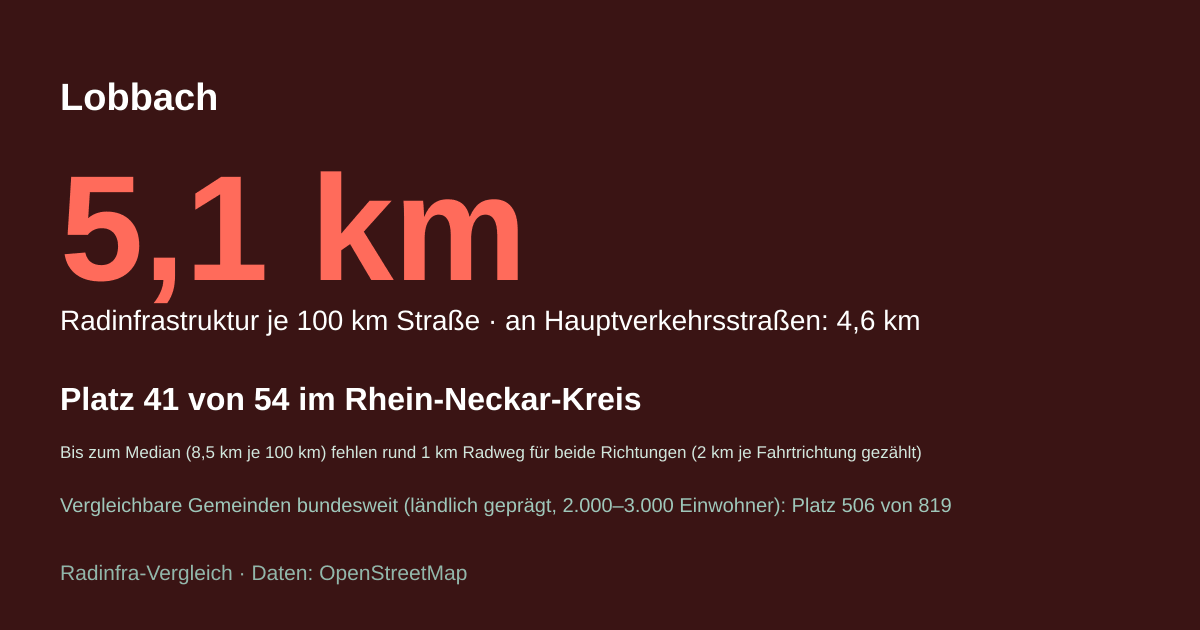 Lobbach
5,1 km
Radinfrastruktur je 100 km Straße · an Hauptverkehrsstraßen: 4,6 km
Platz 41 von 54 im Rhein-Neckar-Kreis
Bis zum Median (8,5 km je 100 km) fehlen rund 1 km Radweg für beide Richtungen (2 km je Fahrtrichtung gezählt)
Vergleichbare Gemeinden bundesweit (ländlich geprägt, 2.000–3.000 Einwohner): Platz 506 von 819
Radinfra-Vergleich · Daten: OpenStreetMap